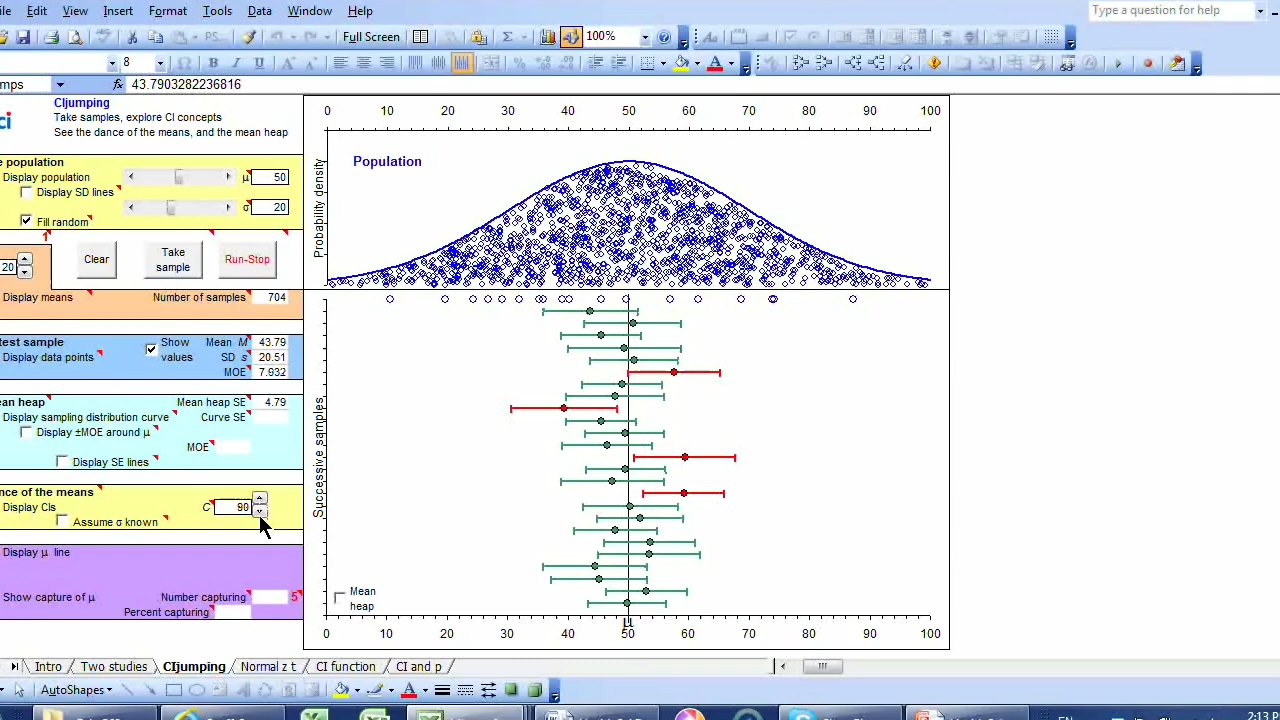 ile Edit View Insert Format Tools Data Window Help Type a question for help
Full Screen 100%
8 B I U
mps fx 43.7903282236816
ci CIjumping
Take samples, explore CI concepts
See the dance of the means, and the mean heap
e population
Display population μ 50
Display SD lines
σ 20
Fill random
1
20 Clear Take sample Run-Stop
Display means Number of samples 704
test sample Show values Mean M 43.79
Display data points SD s 20.51
MOE 7.932
ean heap Mean heap SE 4.79
Display sampling distribution curve Curve SE
Display ±MOE around μ
MOE
Display SE lines
nce of the means
Display CIs C 90
Assume σ known
Display μ line
Show capture of μ Number capturing 5
Percent capturing
0 10 20 30 40 50 60 70 80 90 100
Population
Probability density
Successive samples
Mean heap
μ
0 10 20 30 40 50 60 70 80 90 100
Intro Two studies CIjumping Normal z t CI function CI and p
AutoShapes
EN 2:13 P